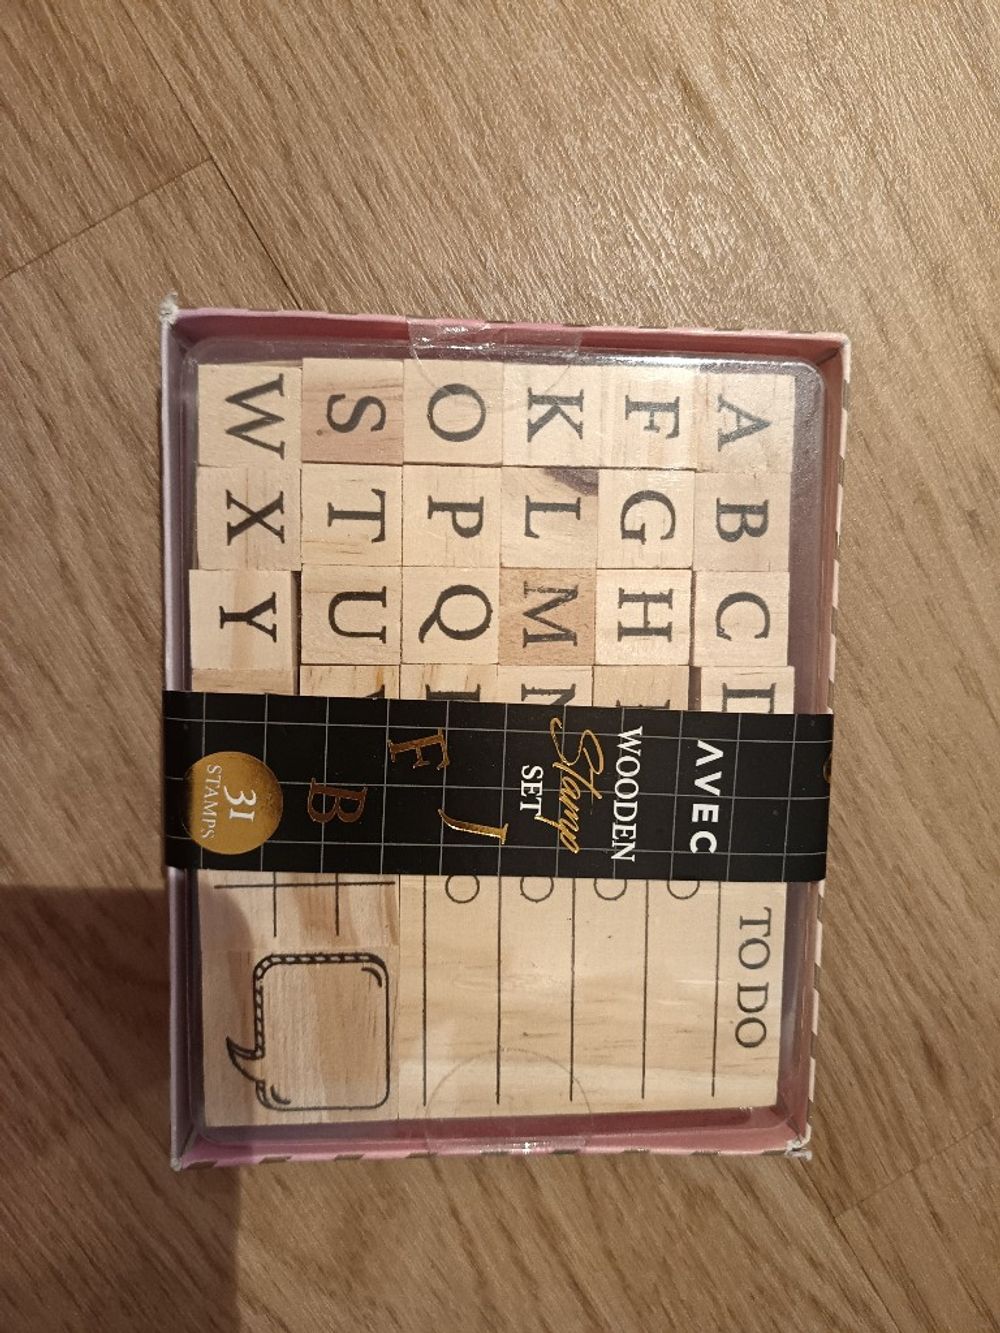 A B C
F G H
K L M
O P Q
S T U
W X Y
AVEC
WOODEN
Stamp
SET
J
F
B
31
STAMPS
TO DO